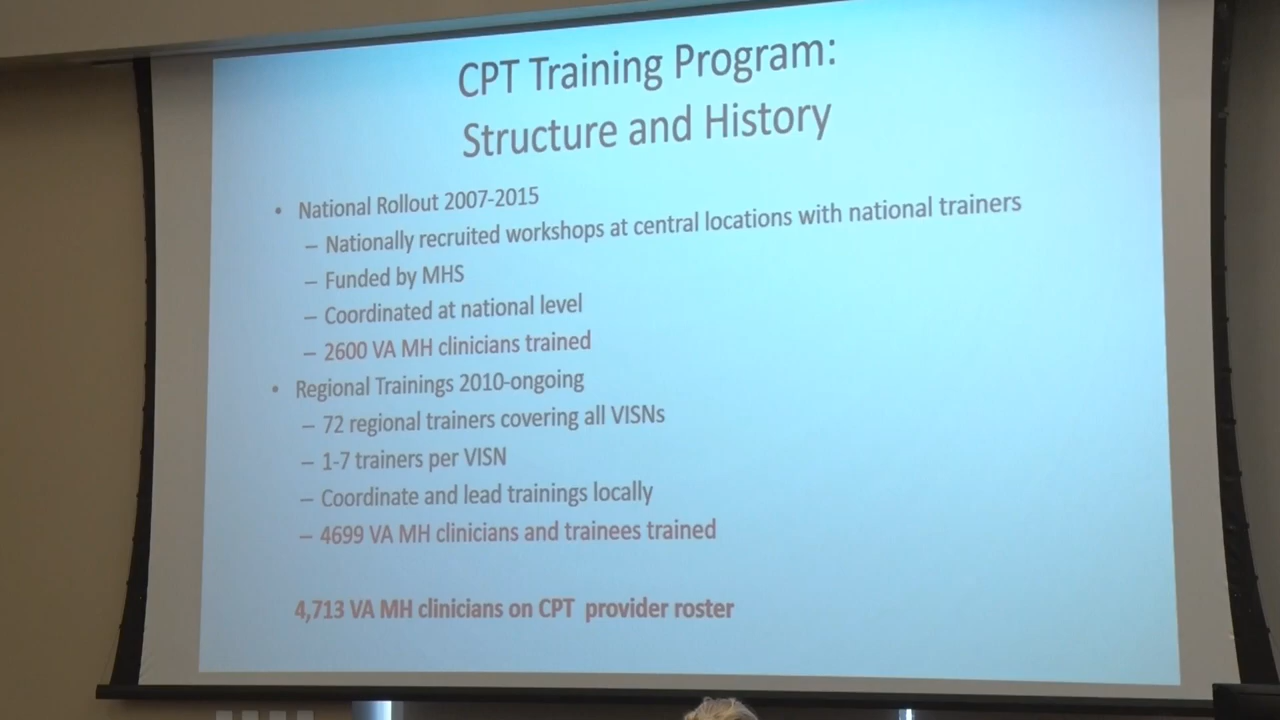 CPT Training Program:
Structure and History
• National Rollout 2007-2015
– Nationally recruited workshops at central locations with national trainers
– Funded by MHS
– Coordinated at national level
– 2600 VA MH clinicians trained
• Regional Trainings 2010-ongoing
– 72 regional trainers covering all VISNs
– 1-7 trainers per VISN
– Coordinate and lead trainings locally
– 4699 VA MH clinicians and trainees trained
4,713 VA MH clinicians on CPT provider roster